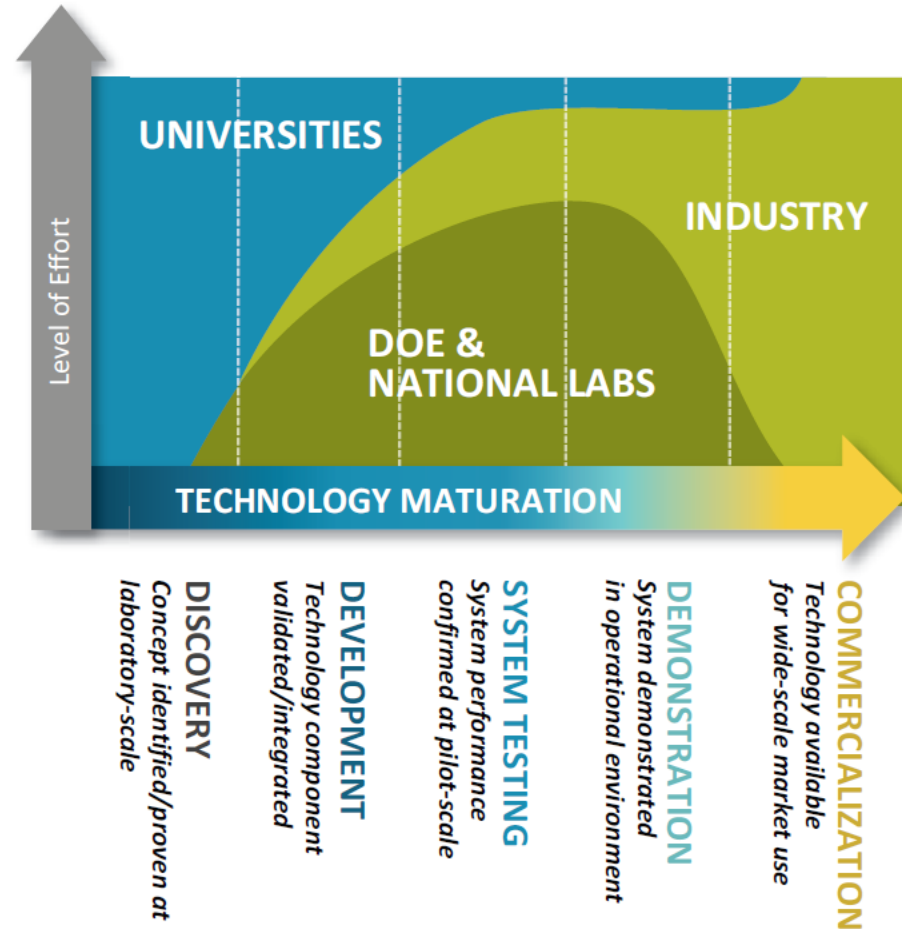 UNIVERSITIES
INDUSTRY
Level of Effort
DOE &
NATIONAL LABS
TECHNOLOGY MATURATION
DISCOVERY
Concept identified/proven at
laboratory-scale
DEVELOPMENT
Technology component
validated/integrated
SYSTEM TESTING
System performance
confirmed at pilot-scale
DEMONSTRATION
System demonstrated
in operational environment
COMMERCIALIZATION
Technology available
for wide-scale market use